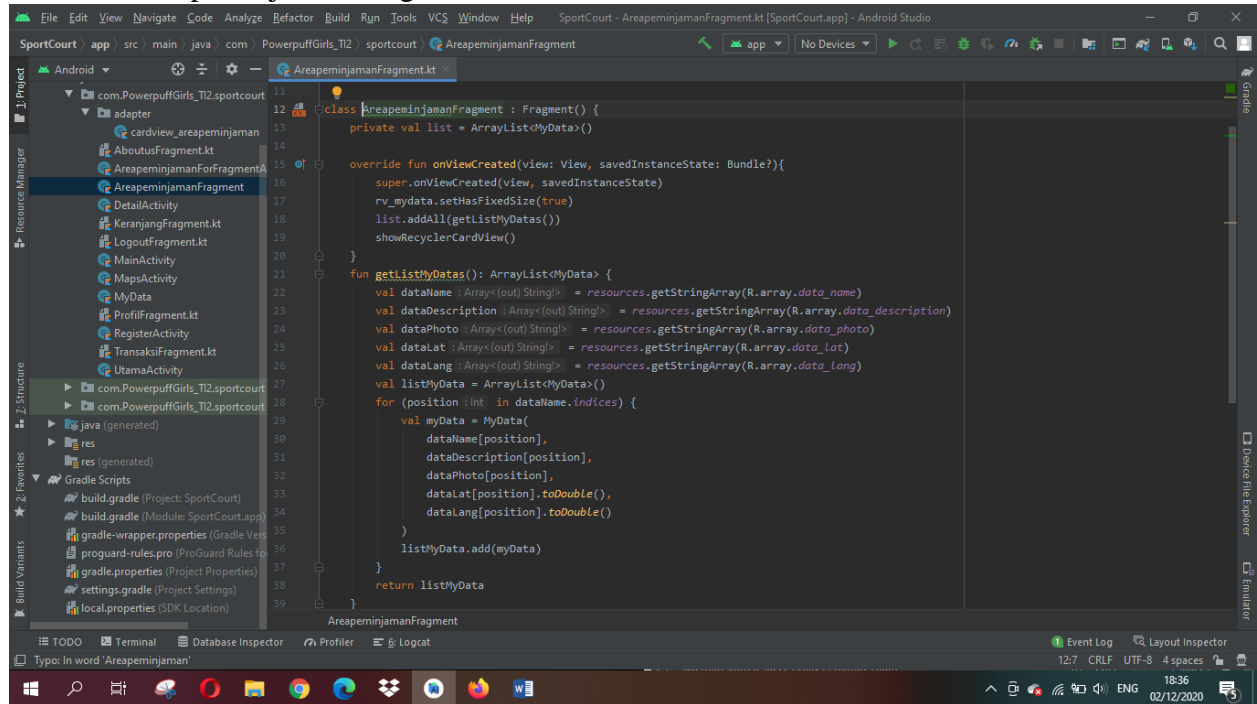 File Edit View Navigate Code Analyze Refactor Build Run Tools VCS Window Help SportCourt - AreapeminjamanFragment.kt [SportCourt.app] - Android Studio
SportCourt app src main java com PowerpuffGirls_TI2 sportcourt AreapeminjamanFragment app No Devices
Android AreapeminjamanFragment.kt
1: Project
Resource Manager
Z: Structure
2: Favorites
Build Variants
com.PowerpuffGirls_TI2.sportcourt
adapter
cardview_areapeminjaman
AboutusFragment.kt
AreapeminjamanForFragmentA
AreapeminjamanFragment
DetailActivity
KeranjangFragment.kt
LogoutFragment.kt
MainActivity
MapsActivity
MyData
ProfilFragment.kt
RegisterActivity
TransaksiFragment.kt
UtamaActivity
com.PowerpuffGirls_TI2.sportcourt
com.PowerpuffGirls_TI2.sportcourt
java (generated)
res
res (generated)
Gradle Scripts
build.gradle (Project: SportCourt)
build.gradle (Module: SportCourt.app)
gradle-wrapper.properties (Gradle Vers
proguard-rules.pro (ProGuard Rules fo
gradle.properties (Project Properties)
settings.gradle (Project Settings)
local.properties (SDK Location)
11
12 class AreapeminjamanFragment : Fragment() {
13 private val list = ArrayList<MyData>()
14
15 override fun onViewCreated(view: View, savedInstanceState: Bundle?){
16 super.onViewCreated(view, savedInstanceState)
17 rv_mydata.setHasFixedSize(true)
18 list.addAll(getListMyDatas())
19 showRecyclerCardView()
20 }
21 fun getListMyDatas(): ArrayList<MyData> {
22 val dataName : Array<(out) String!> = resources.getStringArray(R.array.data_name)
23 val dataDescription : Array<(out) String!> = resources.getStringArray(R.array.data_description)
24 val dataPhoto : Array<(out) String!> = resources.getStringArray(R.array.data_photo)
25 val dataLat : Array<(out) String!> = resources.getStringArray(R.array.data_lat)
26 val dataLang : Array<(out) String!> = resources.getStringArray(R.array.data_lang)
27 val listMyData = ArrayList<MyData>()
28 for (position : Int in dataName.indices) {
29 val myData = MyData(
30 dataName[position],
31 dataDescription[position],
32 dataPhoto[position],
33 dataLat[position].toDouble(),
34 dataLang[position].toDouble()
35 )
36 listMyData.add(myData)
37 }
38 return listMyData
39 }
AreapeminjamanFragment
Gradle
Device File Explorer
Emulator
TODO Terminal Database Inspector Profiler 6: Logcat 1 Event Log Layout Inspector
Typo: In word 'Areapeminjaman' 12:7 CRLF UTF-8 4 spaces
ENG 18:36
02/12/2020 5